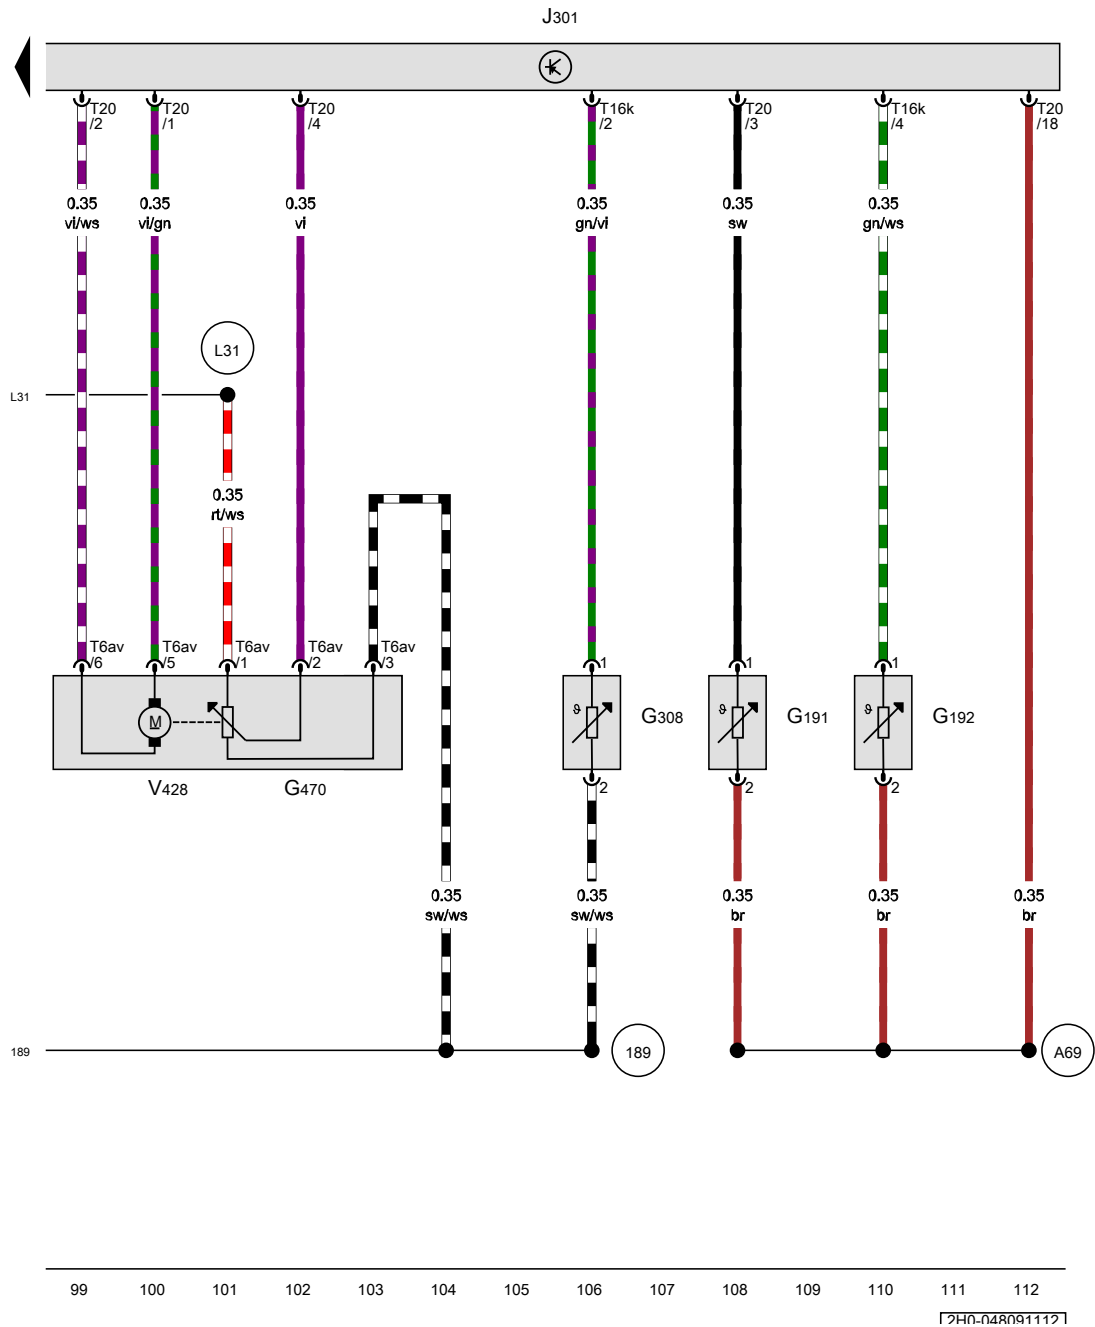 J301
T20
/2
T20
/1
T20
/4
T16k
/2
T20
/3
T16k
/4
T20
/18
0.35
vi/ws
0.35
vi/gn
0.35
vi
0.35
gn/vi
0.35
sw
0.35
gn/ws
L31
L31
0.35
rt/ws
T6av
/6
T6av
/5
T6av
/1
T6av
/2
T6av
/3
1
1
1
M
ϑ
G308
ϑ
G191
ϑ
G192
V428
G470
2
2
2
0.35
sw/ws
0.35
sw/ws
0.35
br
0.35
br
0.35
br
189
189
A69
99 100 101 102 103 104 105 106 107 108 109 110 111 112
2H0-048091112